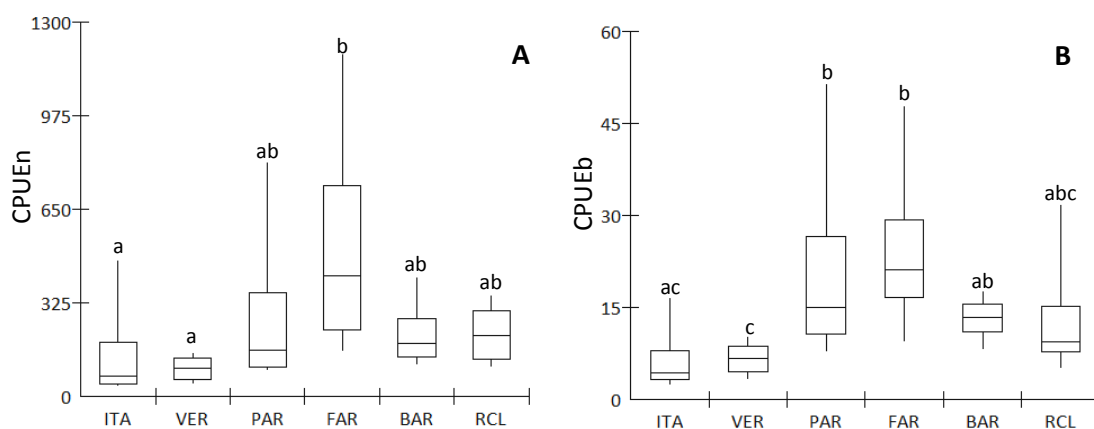 1300
975
650
325
0
CPUEn
A
a
a
ab
b
ab
ab
ITA VER PAR FAR BAR RCL
60
45
30
15
0
CPUEb
B
ac
c
b
b
ab
abc
ITA VER PAR FAR BAR RCL